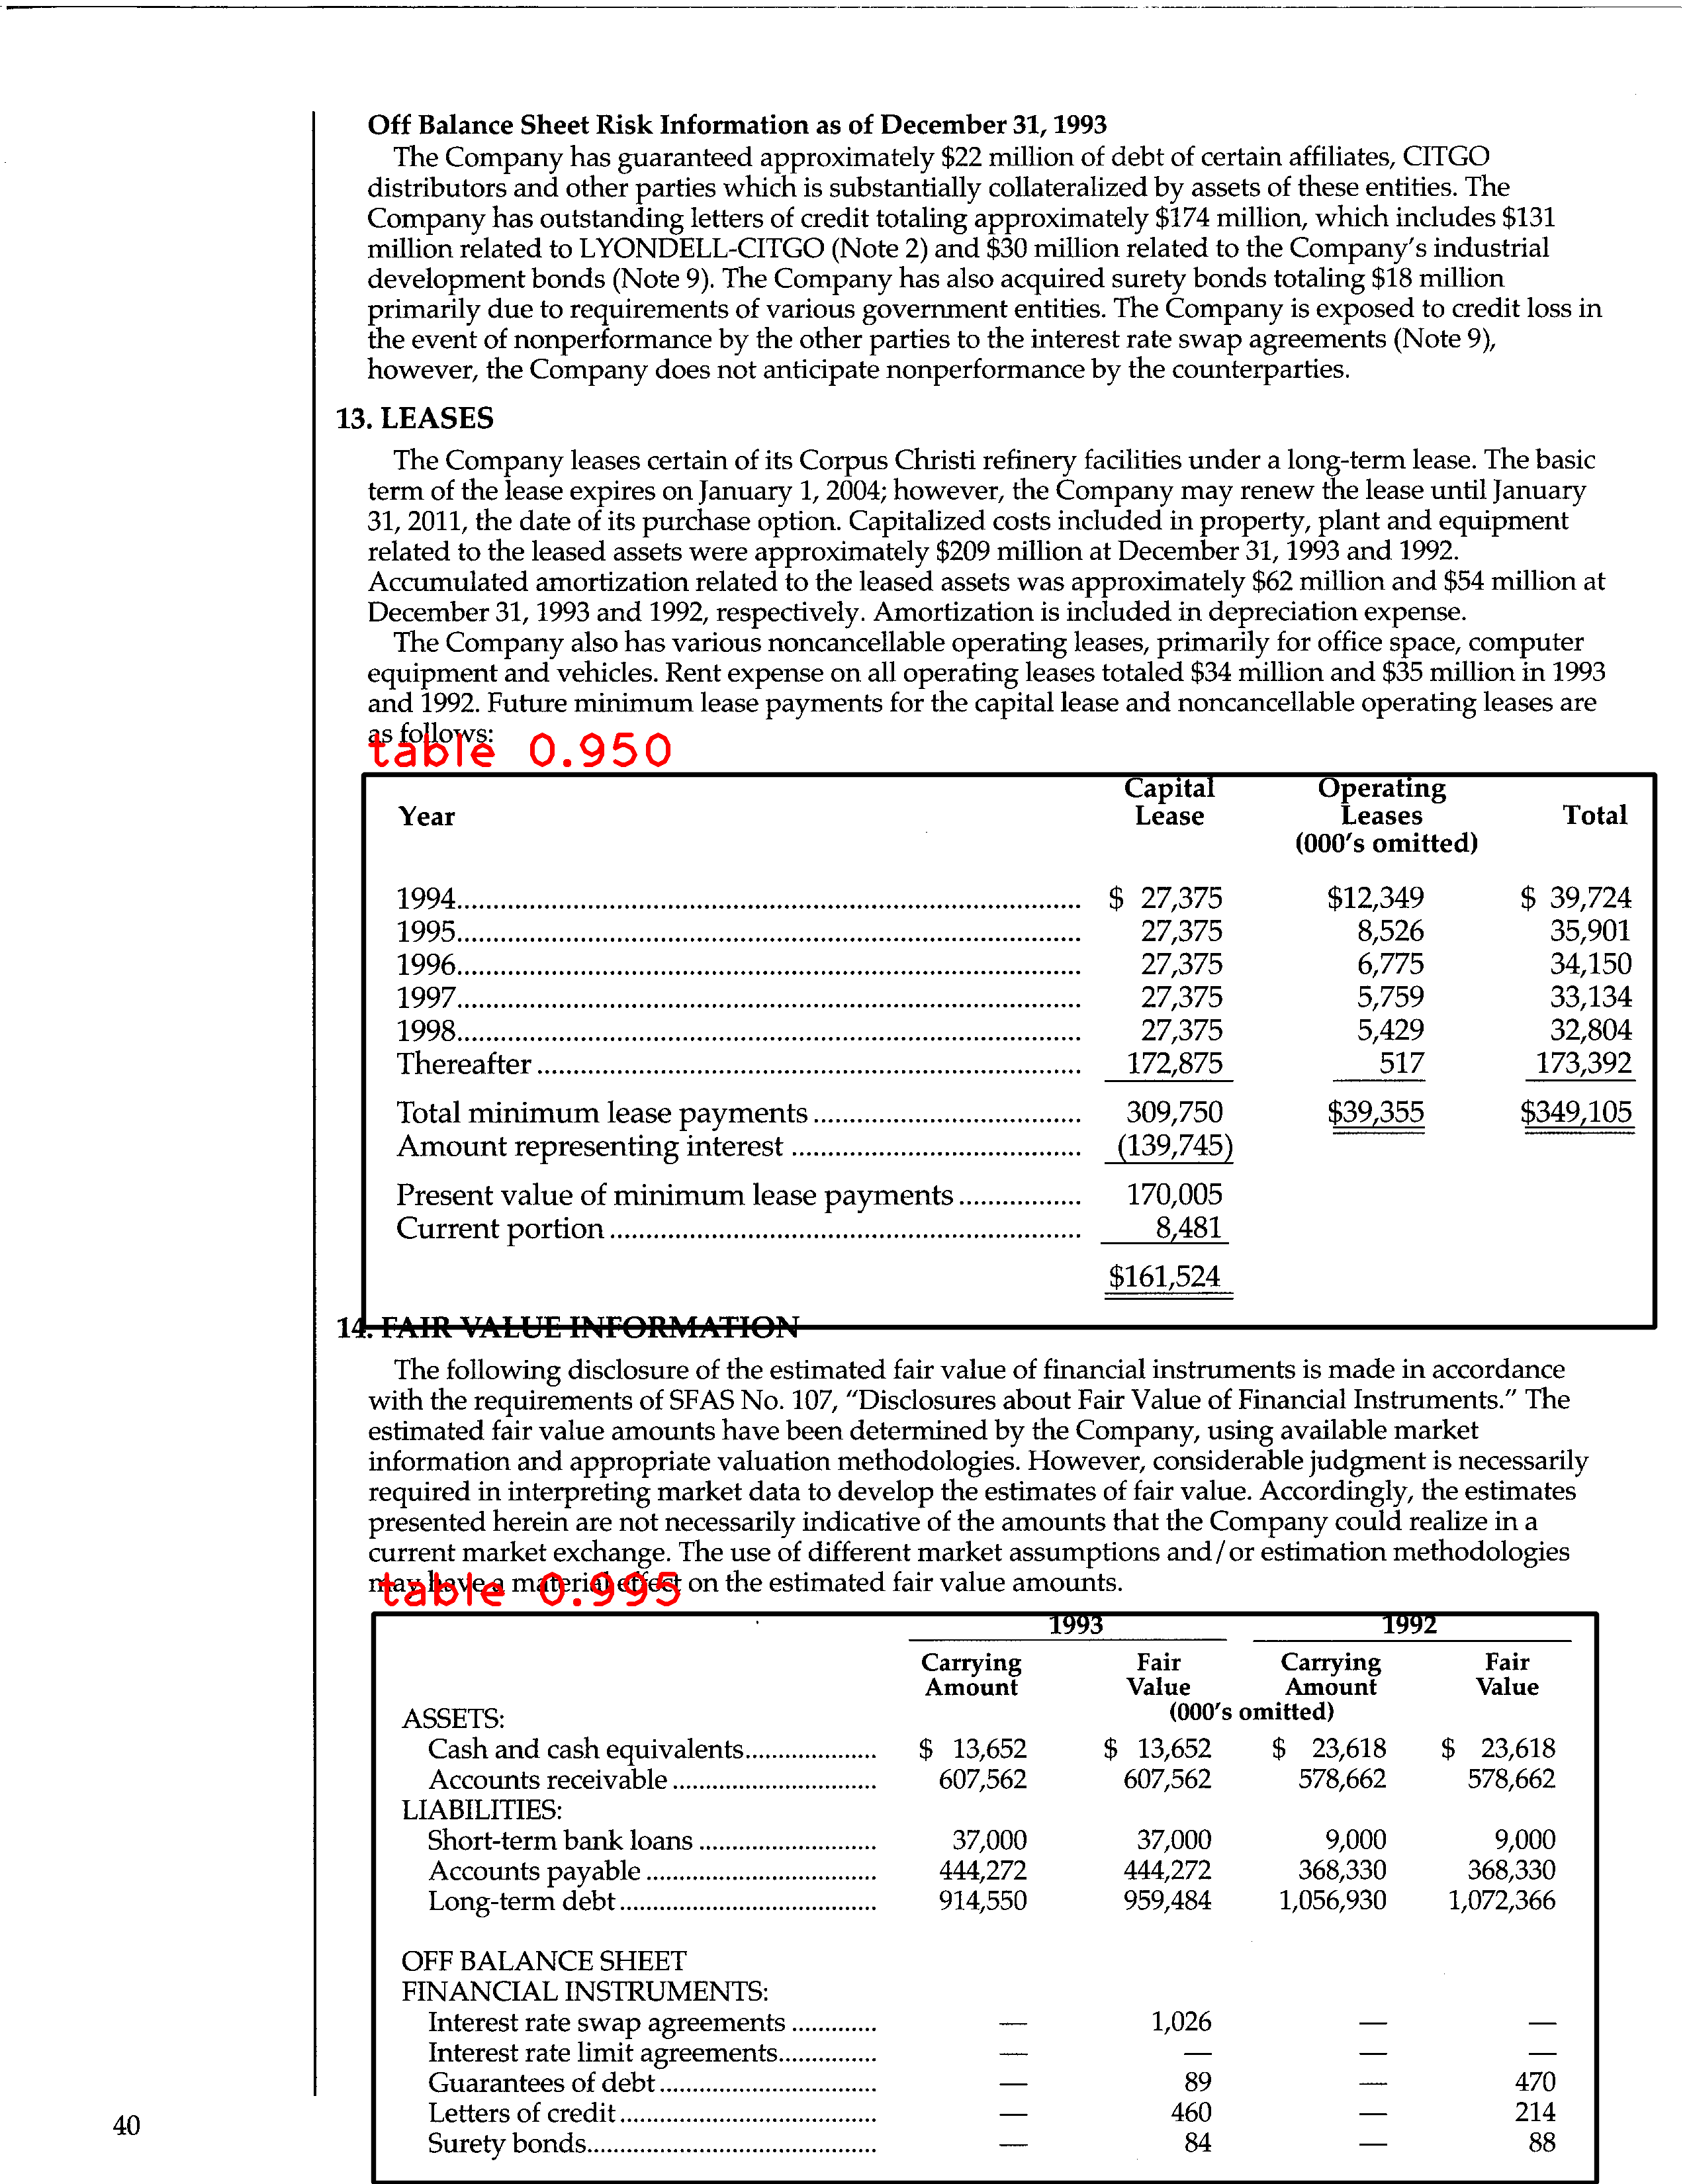 Off Balance Sheet Risk Information as of December 31, 1993
The Company has guaranteed approximately $22 million of debt of certain affiliates, CITGO
distributors and other parties which is substantially collateralized by assets of these entities. The
Company has outstanding letters of credit totaling approximately $174 million, which includes $131
million related to LYONDELL-CITGO (Note 2) and $30 million related to the Company's industrial
development bonds (Note 9). The Company has also acquired surety bonds totaling $18 million
primarily due to requirements of various government entities. The Company is exposed to credit loss in
the event of nonperformance by the other parties to the interest rate swap agreements (Note 9),
however, the Company does not anticipate nonperformance by the counterparties.
13. LEASES
The Company leases certain of its Corpus Christi refinery facilities under a long-term lease. The basic
term of the lease expires on January 1, 2004; however, the Company may renew the lease until January
31, 2011, the date of its purchase option. Capitalized costs included in property, plant and equipment
related to the leased assets were approximately $209 million at December 31, 1993 and 1992.
Accumulated amortization related to the leased assets was approximately $62 million and $54 million at
December 31, 1993 and 1992, respectively. Amortization is included in depreciation expense.
The Company also has various noncancellable operating leases, primarily for office space, computer
equipment and vehicles. Rent expense on all operating leases totaled $34 million and $35 million in 1993
and 1992. Future minimum lease payments for the capital lease and noncancellable operating leases are
as follows:
table 0.950
Capital Operating
Year Lease Leases Total
(000's omitted)
1994 $ 27,375 $12,349 $ 39,724
1995 27,375 8,526 35,901
1996 27,375 6,775 34,150
1997 27,375 5,759 33,134
1998 27,375 5,429 32,804
Thereafter 172,875 517 173,392
Total minimum lease payments 309,750 $39,355 $349,105
Amount representing interest (139,745)
Present value of minimum lease payments 170,005
Current portion 8,481
$161,524
14. FAIR VALUE INFORMATION
The following disclosure of the estimated fair value of financial instruments is made in accordance
with the requirements of SFAS No. 107, "Disclosures about Fair Value of Financial Instruments." The
estimated fair value amounts have been determined by the Company, using available market
information and appropriate valuation methodologies. However, considerable judgment is necessarily
required in interpreting market data to develop the estimates of fair value. Accordingly, the estimates
presented herein are not necessarily indicative of the amounts that the Company could realize in a
current market exchange. The use of different market assumptions and/or estimation methodologies
may have a material effect on the estimated fair value amounts.
table 0.995
1993 1992
Carrying Fair Carrying Fair
Amount Value Amount Value
(000's omitted)
ASSETS:
Cash and cash equivalents $ 13,652 $ 13,652 $ 23,618 $ 23,618
Accounts receivable 607,562 607,562 578,662 578,662
LIABILITIES:
Short-term bank loans 37,000 37,000 9,000 9,000
Accounts payable 444,272 444,272 368,330 368,330
Long-term debt 914,550 959,484 1,056,930 1,072,366
OFF BALANCE SHEET
FINANCIAL INSTRUMENTS:
Interest rate swap agreements — 1,026 — —
Interest rate limit agreements — — — —
Guarantees of debt — 89 — 470
Letters of credit — 460 — 214
Surety bonds — 84 — 88
40